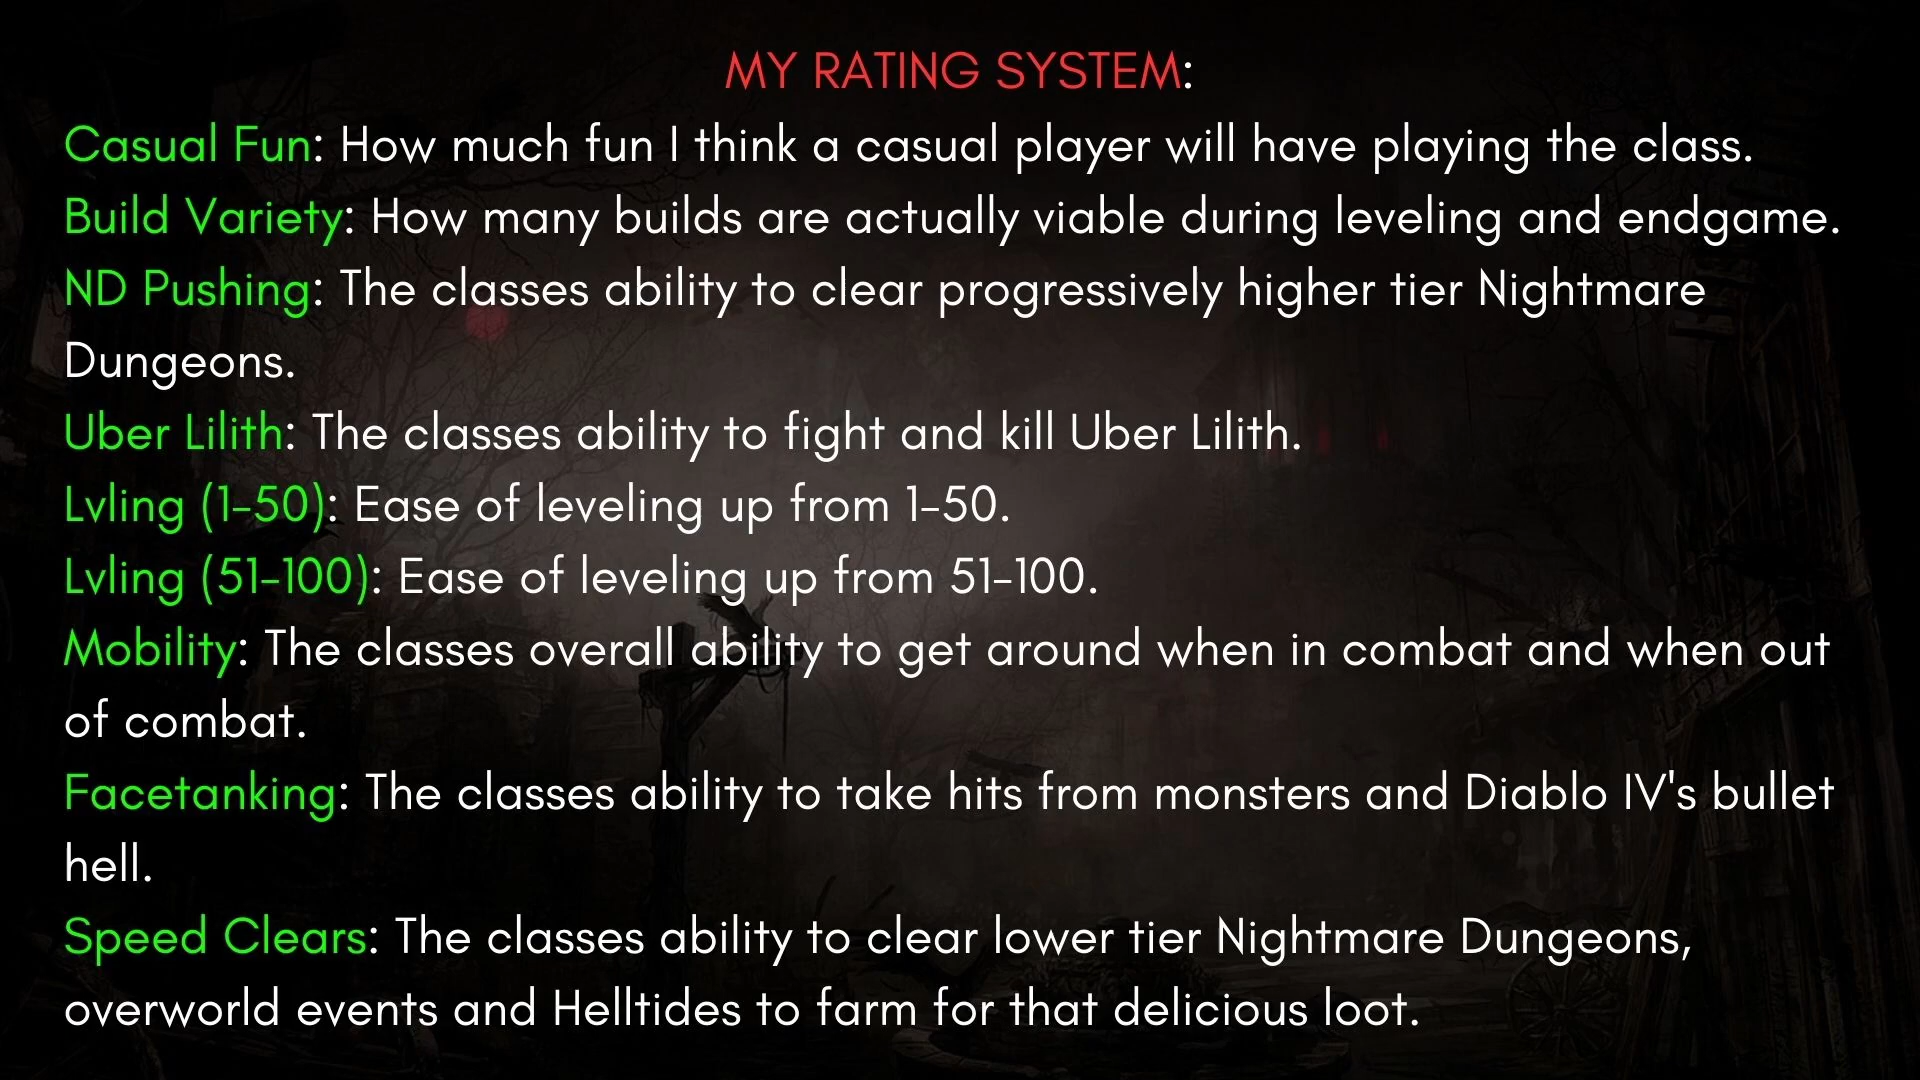 MY RATING SYSTEM:
Casual Fun: How much fun I think a casual player will have playing the class.
Build Variety: How many builds are actually viable during leveling and endgame.
ND Pushing: The classes ability to clear progressively higher tier Nightmare
Dungeons.
Uber Lilith: The classes ability to fight and kill Uber Lilith.
Lvling (1-50): Ease of leveling up from 1-50.
Lvling (51-100): Ease of leveling up from 51-100.
Mobility: The classes overall ability to get around when in combat and when out
of combat.
Facetanking: The classes ability to take hits from monsters and Diablo IV's bullet
hell.
Speed Clears: The classes ability to clear lower tier Nightmare Dungeons,
overworld events and Helltides to farm for that delicious loot.